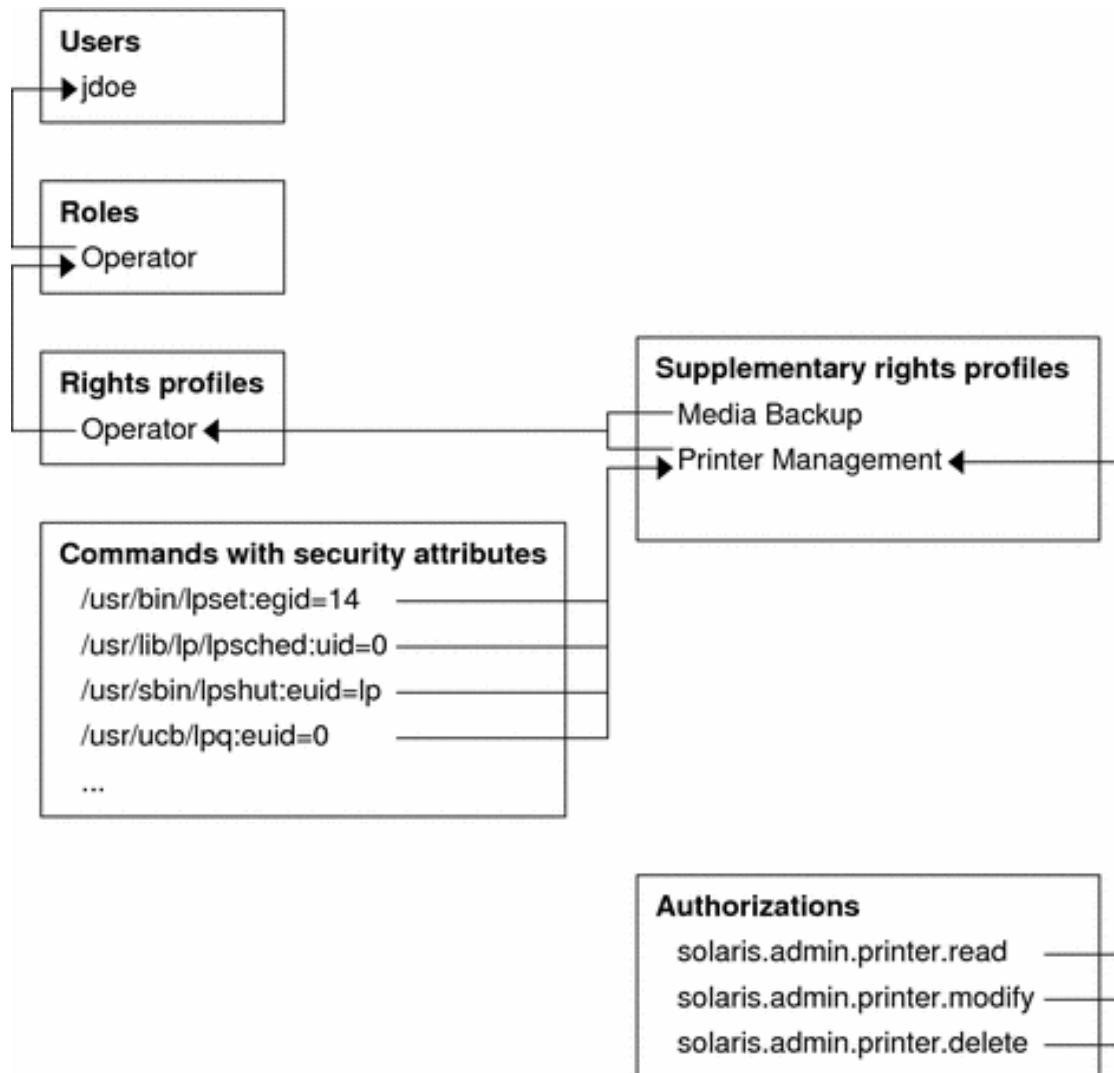 Users
jdoe
Roles
Operator
Rights profiles
Operator
Supplementary rights profiles
Media Backup
Printer Management
Commands with security attributes
/usr/bin/lpset:egid=14
/usr/lib/lp/lpsched:uid=0
/usr/sbin/lpshut:euid=lp
/usr/ucb/lpq:euid=0
...
Authorizations
solaris.admin.printer.read
solaris.admin.printer.modify
solaris.admin.printer.delete